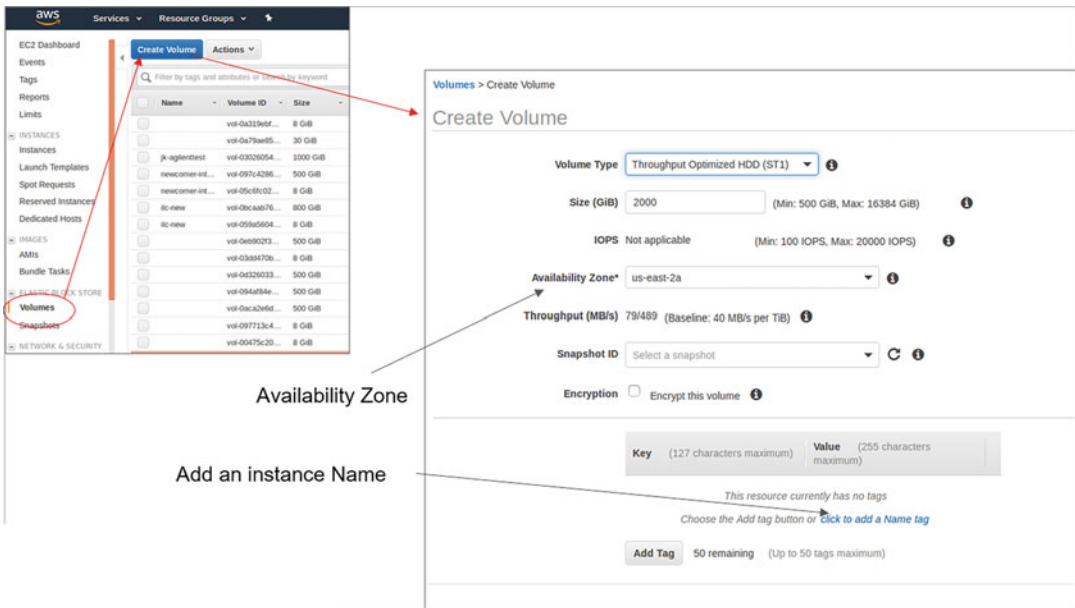 aws Services Resource Groups
EC2 Dashboard
Events
Tags
Reports
Limits
INSTANCES
Instances
Launch Templates
Spot Requests
Reserved Instances
Dedicated Hosts
IMAGES
AMIs
Bundle Tasks
ELASTIC BLOCK STORE
Volumes
Snapshots
NETWORK & SECURITY
Create Volume Actions
Filter by tags and attributes or search by keyword
Name Volume ID Size
vol-0a319ebf... 8 GiB
vol-0a79ae85... 30 GiB
jk-agilenttest vol-03026054... 1000 GiB
newcomer-int... vol-097c4286... 500 GiB
newcomer-int... vol-05c6fc02... 8 GiB
ilc-new vol-0bcaab76... 800 GiB
ilc-new vol-059a5604... 8 GiB
vol-0eb902f3... 500 GiB
vol-03dd470b... 8 GiB
vol-0d326033... 500 GiB
vol-094af84e... 500 GiB
vol-0aca2e6d... 500 GiB
vol-097713c4... 8 GiB
vol-00475c20... 8 GiB
Availability Zone
Add an instance Name
Volumes > Create Volume
Create Volume
Volume Type Throughput Optimized HDD (ST1)
Size (GiB) 2000 (Min: 500 GiB, Max: 16384 GiB)
IOPS Not applicable (Min: 100 IOPS, Max: 20000 IOPS)
Availability Zone* us-east-2a
Throughput (MB/s) 79/489 (Baseline: 40 MB/s per TiB)
Snapshot ID Select a snapshot
Encryption Encrypt this volume
Key (127 characters maximum) Value (255 characters
maximum)
This resource currently has no tags
Choose the Add tag button or click to add a Name tag
Add Tag 50 remaining (Up to 50 tags maximum)